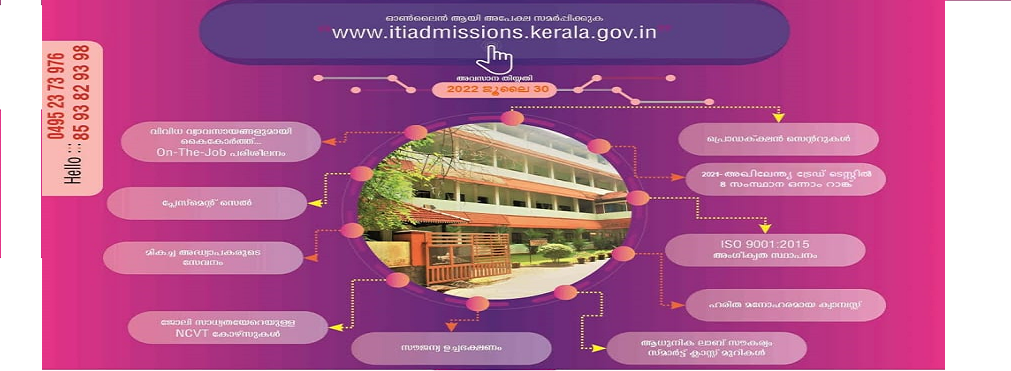 ഓൺലൈൻ ആയി അപേക്ഷ സമർപ്പിക്കുക
www.itiadmissions.kerala.gov.in
അവസാന തിയ്യതി
2022 ജൂലൈ 30
Hello :::
0495 23 73 976
85 93 82 93 98
വിവിധ വ്യാവസായങ്ങളുമായി
കൈകോർത്ത്...
On-The-Job പരിശീലനം
പ്ലേസ്മെന്റ് സെൽ
മികച്ച അദ്ധ്യാപകരുടെ
സേവനം
ജോലി സാധ്യതയേറെയുള്ള
NCVT കോഴ്സുകൾ
സൗജന്യ ഉച്ചഭക്ഷണം
പ്രൊഡക്ഷൻ സെന്ററുകൾ
2021-അഖിലേന്ത്യ ട്രേഡ് ടെസ്റ്റിൽ
8 സംസ്ഥാന ഒന്നാം റാങ്ക്
ISO 9001:2015
അംഗീകൃത സ്ഥാപനം
ഹരിത മനോഹരമായ ക്യാമ്പസ്സ്
ആധുനിക ലാബ് സൗകര്യം
സ്മാർട്ട് ക്ലാസ്സ് മുറികൾ